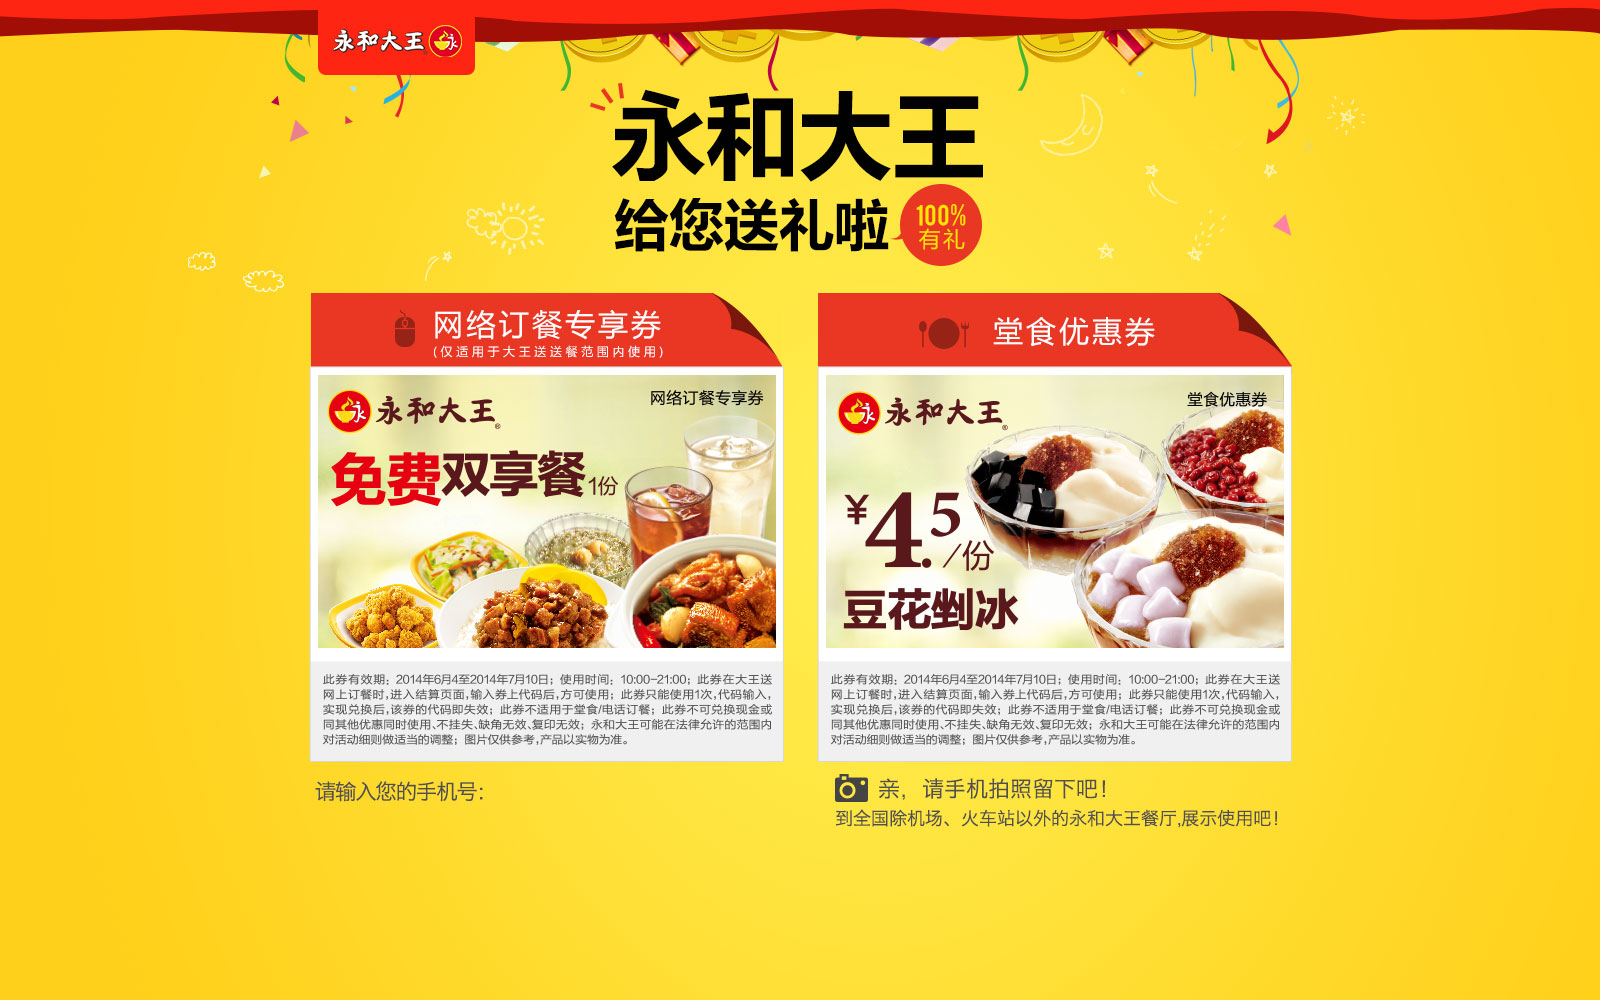 永和大王
永和大王
给您送礼啦
100%
有礼
网络订餐专享券
(仅适用于大王送送餐范围内使用)
永和大王®
网络订餐专享券
免费双享餐1份
此券有效期：2014年6月4至2014年7月10日；使用时间：10:00-21:00；此券在大王送
网上订餐时,进入结算页面,输入券上代码后,方可使用；此券只能使用1次,代码输入,
实现兑换后,该券的代码即失效；此券不适用于堂食/电话订餐；此券不可兑换现金或
同其他优惠同时使用、不挂失、缺角无效、复印无效；永和大王可能在法律允许的范围内
对活动细则做适当的调整；图片仅供参考,产品以实物为准。
请输入您的手机号:
堂食优惠券
永和大王®
堂食优惠券
¥4.5/份
豆花剉冰
此券有效期：2014年6月4至2014年7月10日；使用时间：10:00-21:00；此券在大王送
网上订餐时,进入结算页面,输入券上代码后,方可使用；此券只能使用1次,代码输入,
实现兑换后,该券的代码即失效；此券不适用于堂食/电话订餐；此券不可兑换现金或
同其他优惠同时使用、不挂失、缺角无效、复印无效；永和大王可能在法律允许的范围内
对活动细则做适当的调整；图片仅供参考,产品以实物为准。
亲，请手机拍照留下吧！
到全国除机场、火车站以外的永和大王餐厅,展示使用吧！